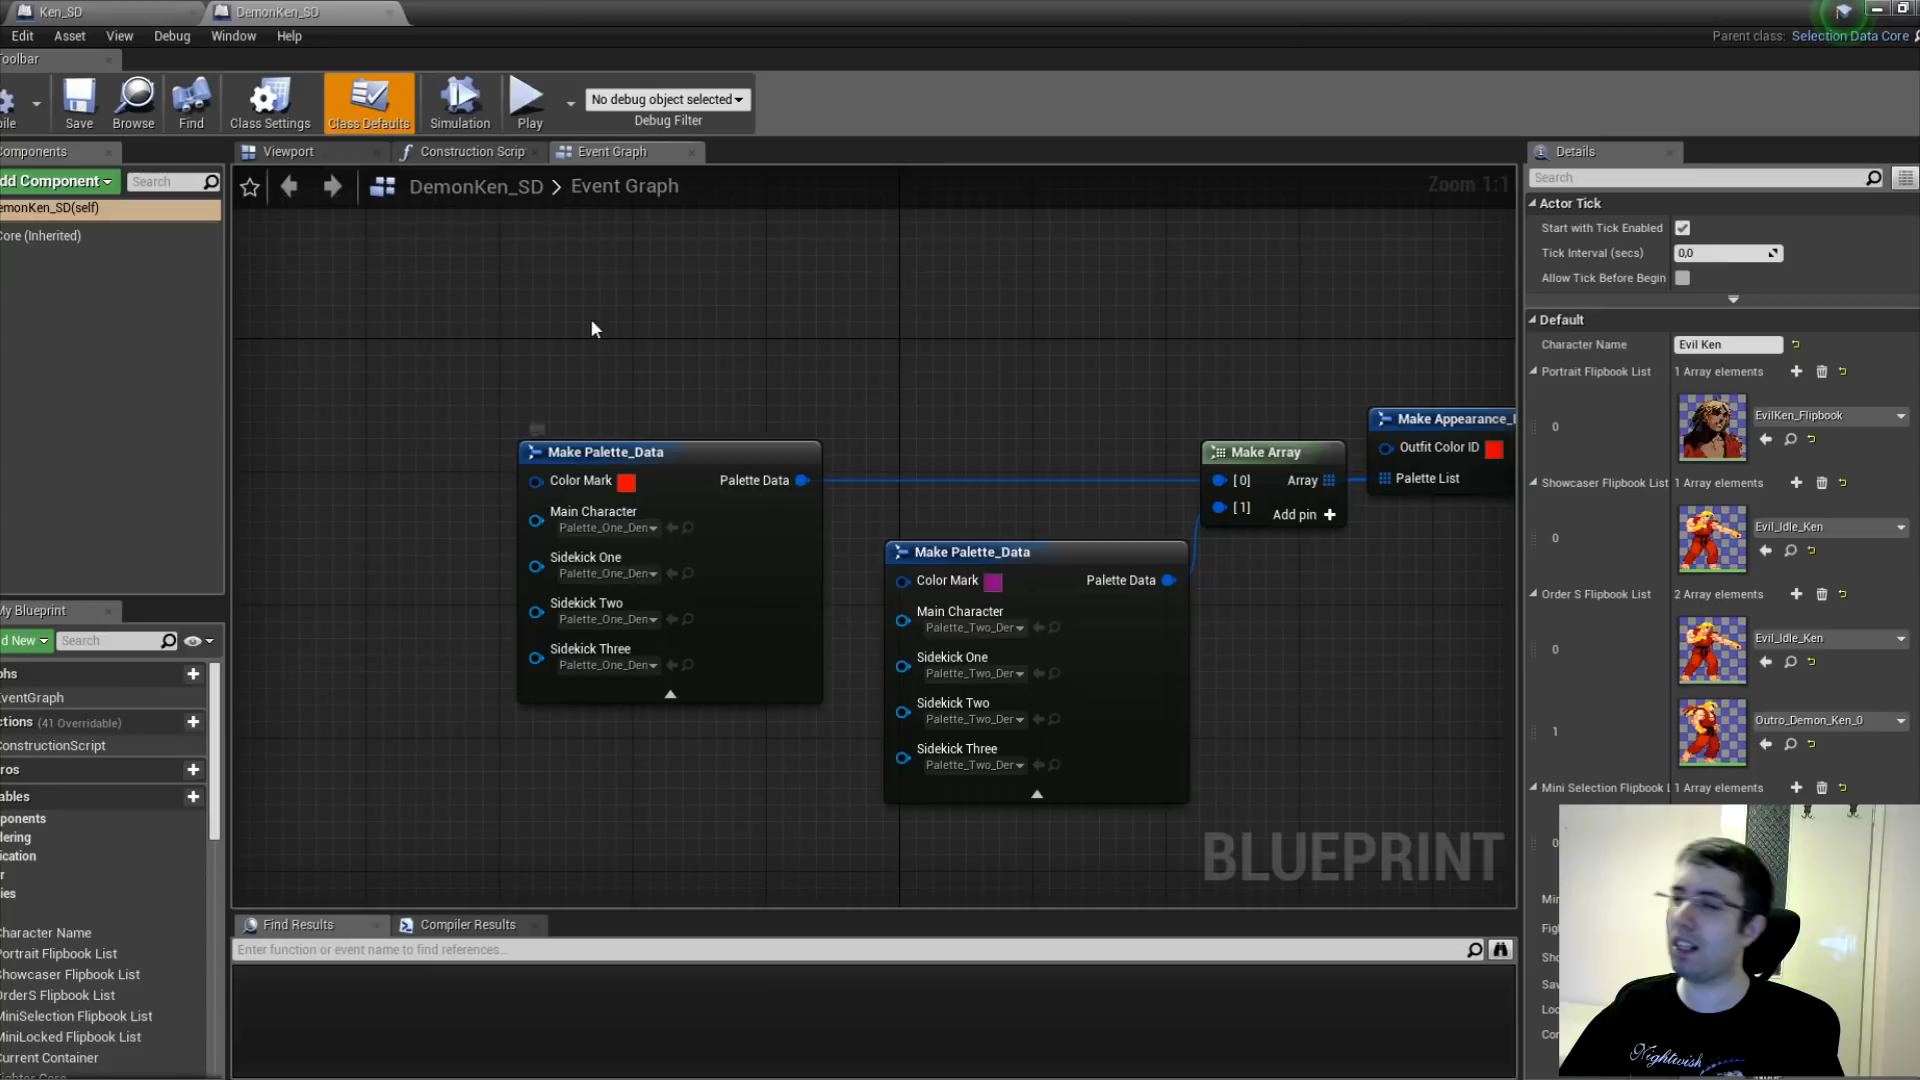 Ken_SD
DemonKen_SD
Edit Asset View Debug Window Help
Parent class: Selection Data Core
Toolbar
Save
Browse
Find
Class Settings
Class Defaults
Simulation
Play
No debug object selected
Debug Filter
Components
Viewport
Construction Scrip
Event Graph
Details
dd Component
Search
emonKen_SD(self)
Core (Inherited)
DemonKen_SD > Event Graph
Zoom 1:1
Make Palette_Data
Color Mark
Palette Data
Main Character
Palette_One_Den
Sidekick One
Palette_One_Den
Sidekick Two
Palette_One_Den
Sidekick Three
Palette_One_Den
Make Palette_Data
Color Mark
Palette Data
Main Character
Palette_Two_Der
Sidekick One
Palette_Two_Der
Sidekick Two
Palette_Two_Der
Sidekick Three
Palette_Two_Der
Make Array
[0] Array
[1] Add pin +
Make Appearance_
Outfit Color ID
Palette List
BLUEPRINT
Search
Actor Tick
Start with Tick Enabled
Tick Interval (secs) 0,0
Allow Tick Before Begin
Default
Character Name Evil Ken
Portrait Flipbook List 1 Array elements
0 EvilKen_Flipbook
Showcaser Flipbook List 1 Array elements
0 Evil_Idle_Ken
Order S Flipbook List 2 Array elements
0 Evil_Idle_Ken
1 Outro_Demon_Ken_0
Mini Selection Flipbook L 1 Array elements
My Blueprint
d New
Search
phs
EventGraph
ctions (41 Overridable)
ConstructionScript
ros
ables
ponents
dering
ication
r
ies
Character Name
Portrait Flipbook List
Showcaser Flipbook List
OrderS Flipbook List
MiniSelection Flipbook List
MiniLocked Flipbook List
Current Container
Find Results
Compiler Results
Enter function or event name to find references...
Nightwish